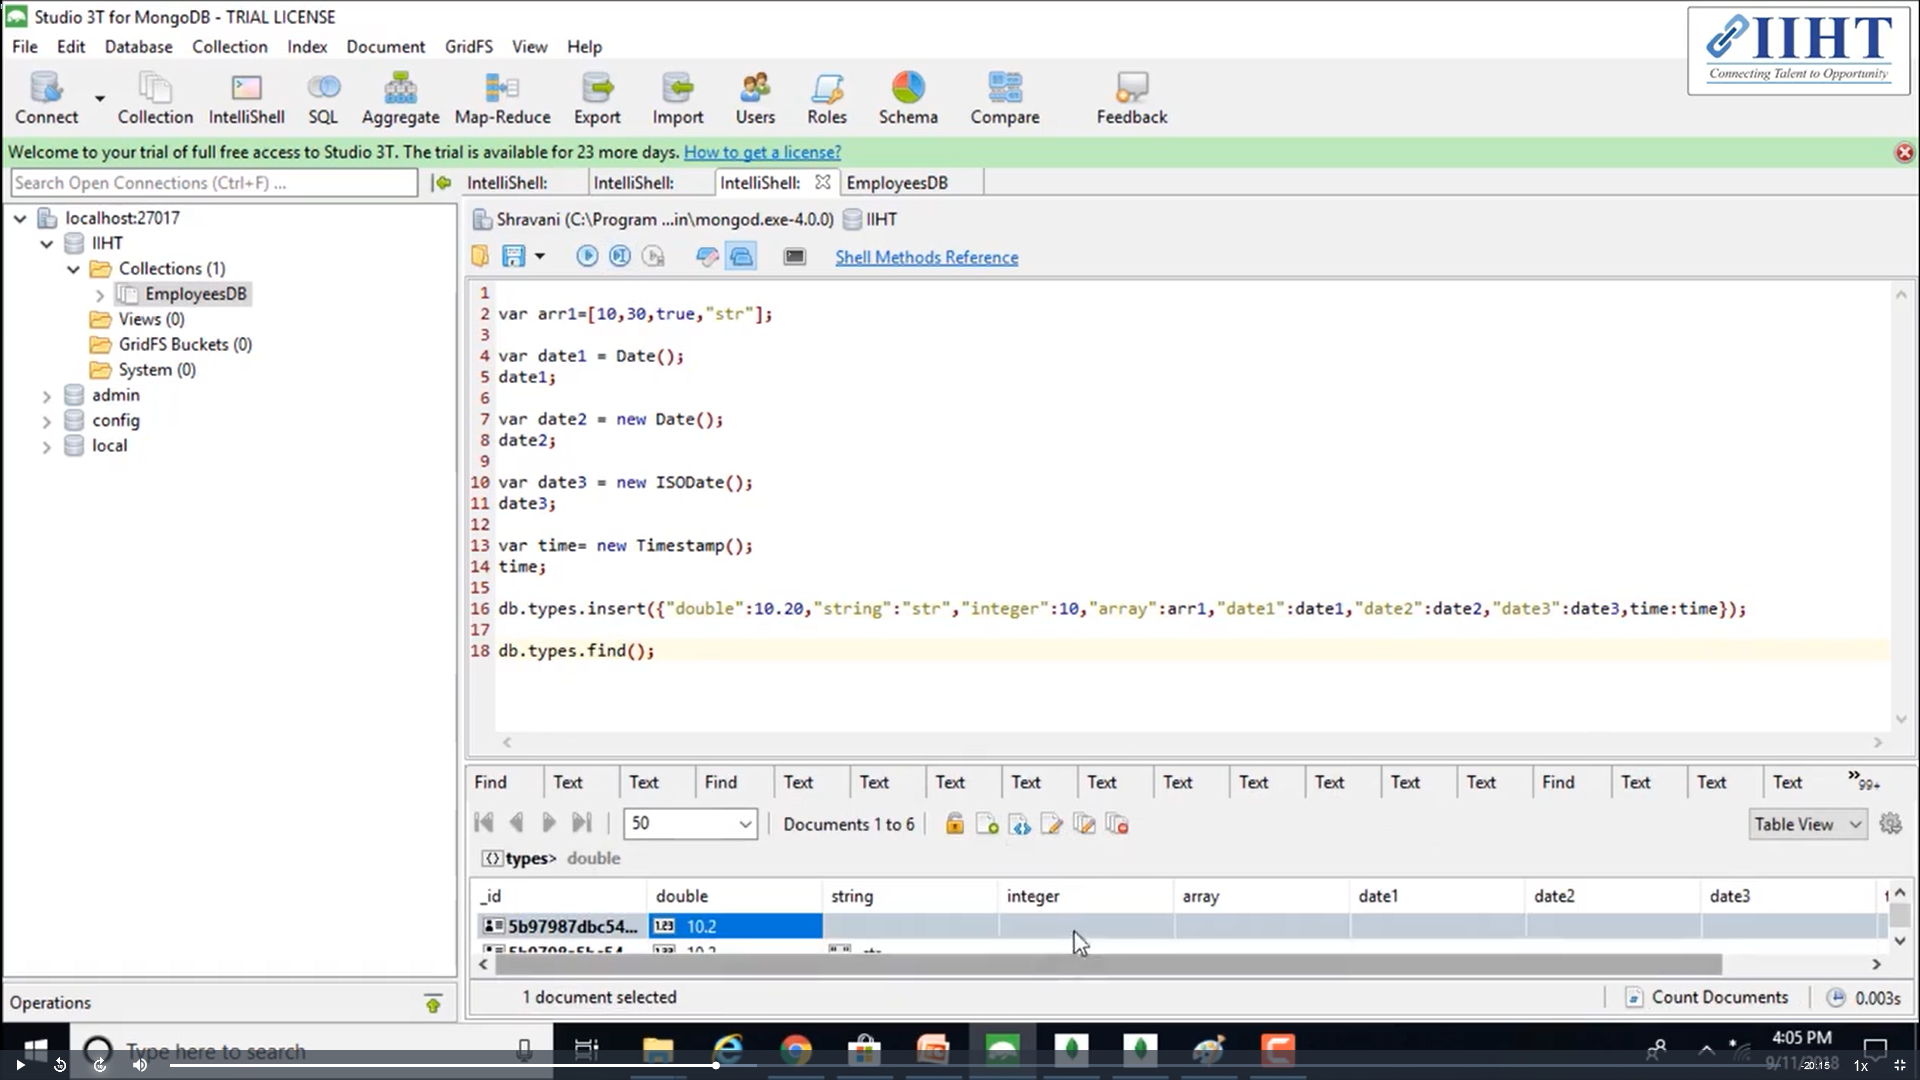 Studio 3T for MongoDB - TRIAL LICENSE
IIHT
Connecting Talent to Opportunity
File Edit Database Collection Index Document GridFS View Help
Connect Collection IntelliShell SQL Aggregate Map-Reduce Export Import Users Roles Schema Compare Feedback
Welcome to your trial of full free access to Studio 3T. The trial is available for 23 more days. How to get a license?
Search Open Connections (Ctrl+F) ...
IntelliShell: IntelliShell: IntelliShell: EmployeesDB
localhost:27017
IIHT
Collections (1)
EmployeesDB
Views (0)
GridFS Buckets (0)
System (0)
admin
config
local
Shravani (C:\Program ...in\mongod.exe-4.0.0) IIHT
Shell Methods Reference
1
2 var arr1=[10,30,true,"str"];
3
4 var date1 = Date();
5 date1;
6
7 var date2 = new Date();
8 date2;
9
10 var date3 = new ISODate();
11 date3;
12
13 var time= new Timestamp();
14 time;
15
16 db.types.insert({"double":10.20,"string":"str","integer":10,"array":arr1,"date1":date1,"date2":date2,"date3":date3,time:time});
17
18 db.types.find();
Find Text Text Find Text Text Text Text Text Text Text Text Text Text Find Text Text Text 99+
50 Documents 1 to 6 Table View
types> double
_id double string integer array date1 date2 date3
5b97987dbc54... 10.2
1 document selected Count Documents 0.003s
Operations
Type here to search
4:05 PM
9/11/2018
-20:15 1x